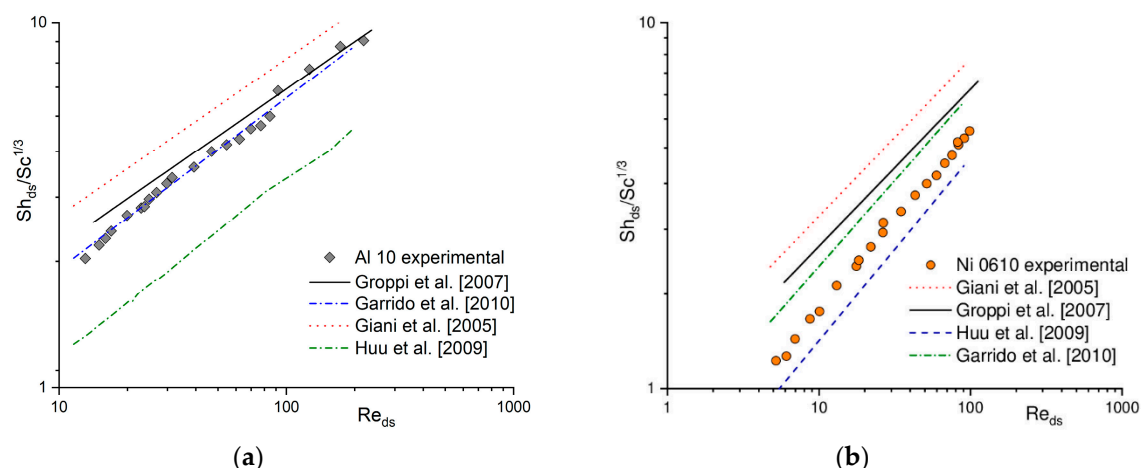 10
Sh_ds/Sc^1/3
1
10
100
1000
Re_ds
Al 10 experimental
Groppi et al. [2007]
Garrido et al. [2010]
Giani et al. [2005]
Huu et al. [2009]
(a)
10
Sh_ds/Sc^1/3
1
1
10
100
1000
Re_ds
Ni 0610 experimental
Giani et al. [2005]
Groppi et al. [2007]
Huu et al. [2009]
Garrido et al. [2010]
(b)